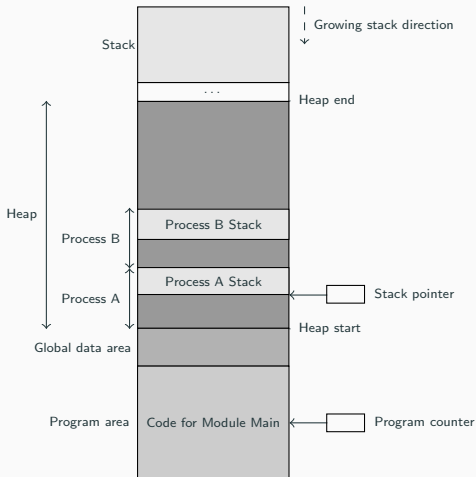 Growing stack direction
Stack
...
Heap end
Heap
Process B Stack
Process B
Process A Stack
Process A
Stack pointer
Heap start
Global data area
Program area
Code for Module Main
Program counter